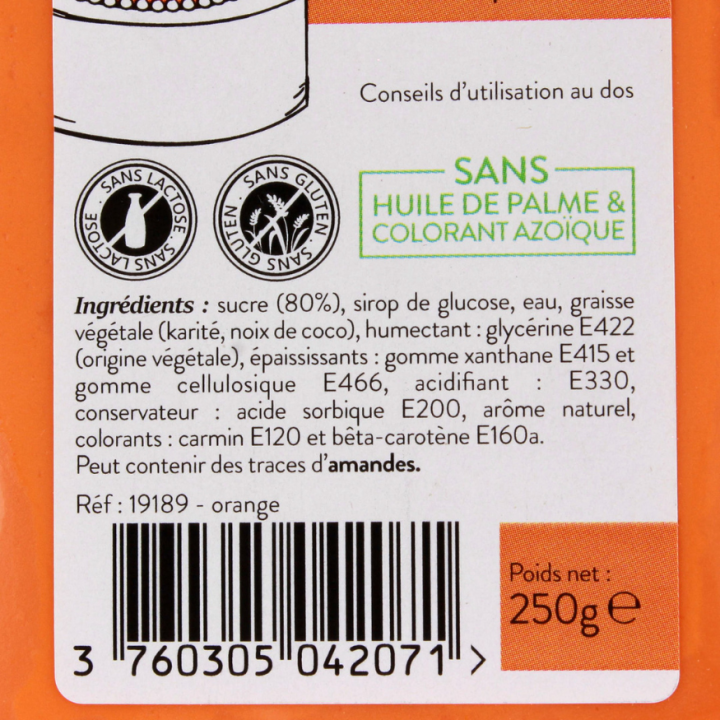 Conseils d'utilisation au dos
SANS LACTOSE · SANS LACTOSE ·
SANS GLUTEN · SANS GLUTEN ·
SANS
HUILE DE PALME &
COLORANT AZOÏQUE
Ingrédients : sucre (80%), sirop de glucose, eau, graisse
végétale (karité, noix de coco), humectant : glycérine E422
(origine végétale), épaississants : gomme xanthane E415 et
gomme cellulosique E466, acidifiant : E330,
conservateur : acide sorbique E200, arôme naturel,
colorants : carmin E120 et bêta-carotène E160a.
Peut contenir des traces d'amandes.
Réf : 19189 - orange
Poids net :
250g e
3 760305 042071 >